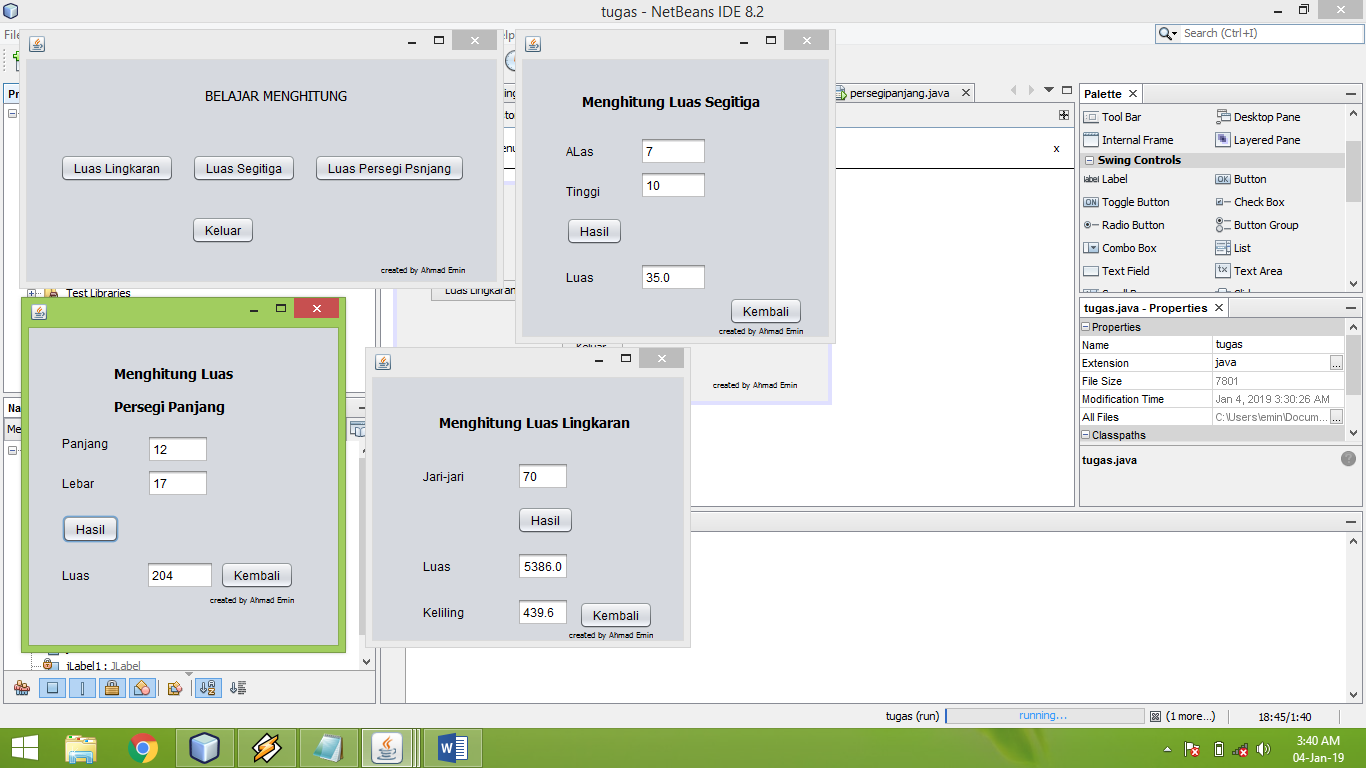 tugas - NetBeans IDE 8.2
Search (Ctrl+I)
BELAJAR MENGHITUNG
Luas Lingkaran
Luas Segitiga
Luas Persegi Psnjang
Keluar
created by Ahmad Emin
Test Libraries
Menghitung Luas Segitiga
ALas
7
Tinggi
10
Hasil
Luas
35.0
Kembali
created by Ahmad Emin
persegipanjang.java
x
Luas Lingkaran
Keluar
created by Ahmad Emin
Menghitung Luas
Persegi Panjang
Panjang
12
Lebar
17
Hasil
Luas
204
Kembali
created by Ahmad Emin
Menghitung Luas Lingkaran
Jari-jari
70
Hasil
Luas
5386.0
Keliling
439.6
Kembali
created by Ahmad Emin
jLabel1 : JLabel
Palette
Tool Bar
Desktop Pane
Internal Frame
Layered Pane
Swing Controls
Label
Button
Toggle Button
Check Box
Radio Button
Button Group
Combo Box
List
Text Field
Text Area
tugas.java - Properties
Properties
Name
tugas
Extension
java
File Size
7801
Modification Time
Jan 4, 2019 3:30:26 AM
All Files
C:\Users\emin\Docum...
Classpaths
tugas.java
tugas (run)
running...
(1 more...)
18:45/1:40
3:40 AM
04-Jan-19